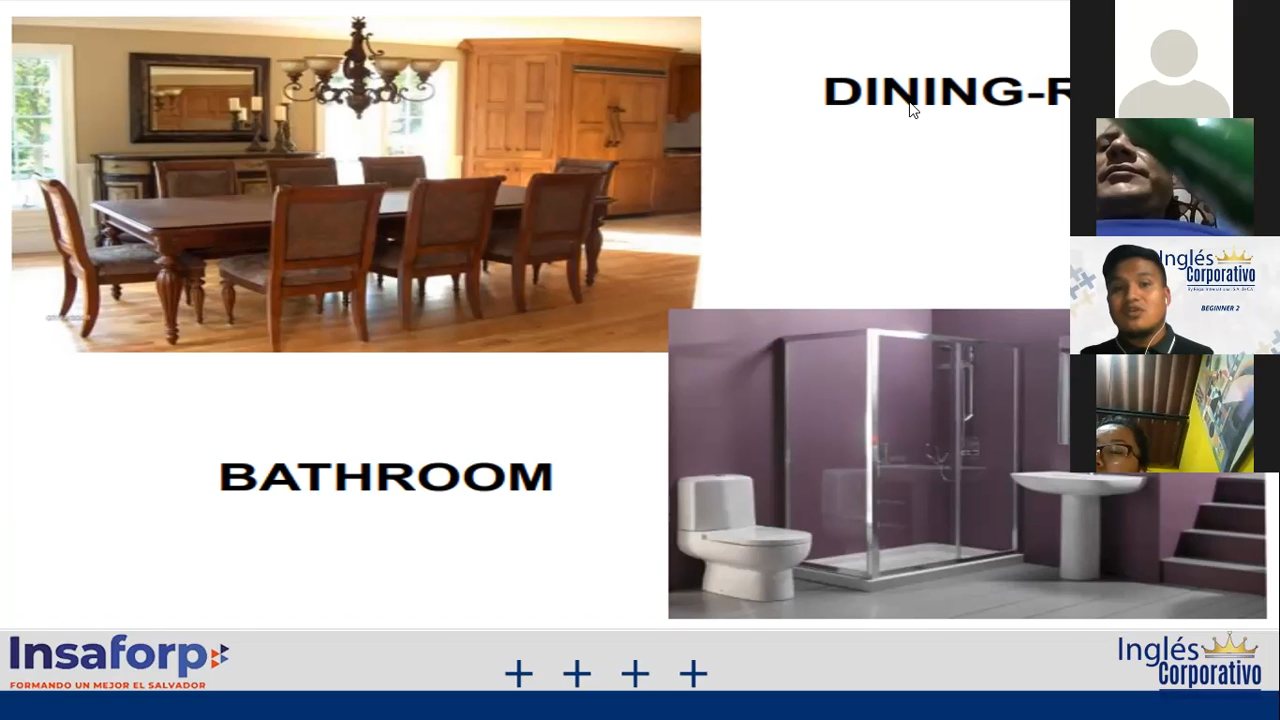 DINING-R
Inglés
Corporativo
BEGINNER 2
BATHROOM
Insaforp
FORMANDO UN MEJOR EL SALVADOR
Inglés
Corporativo